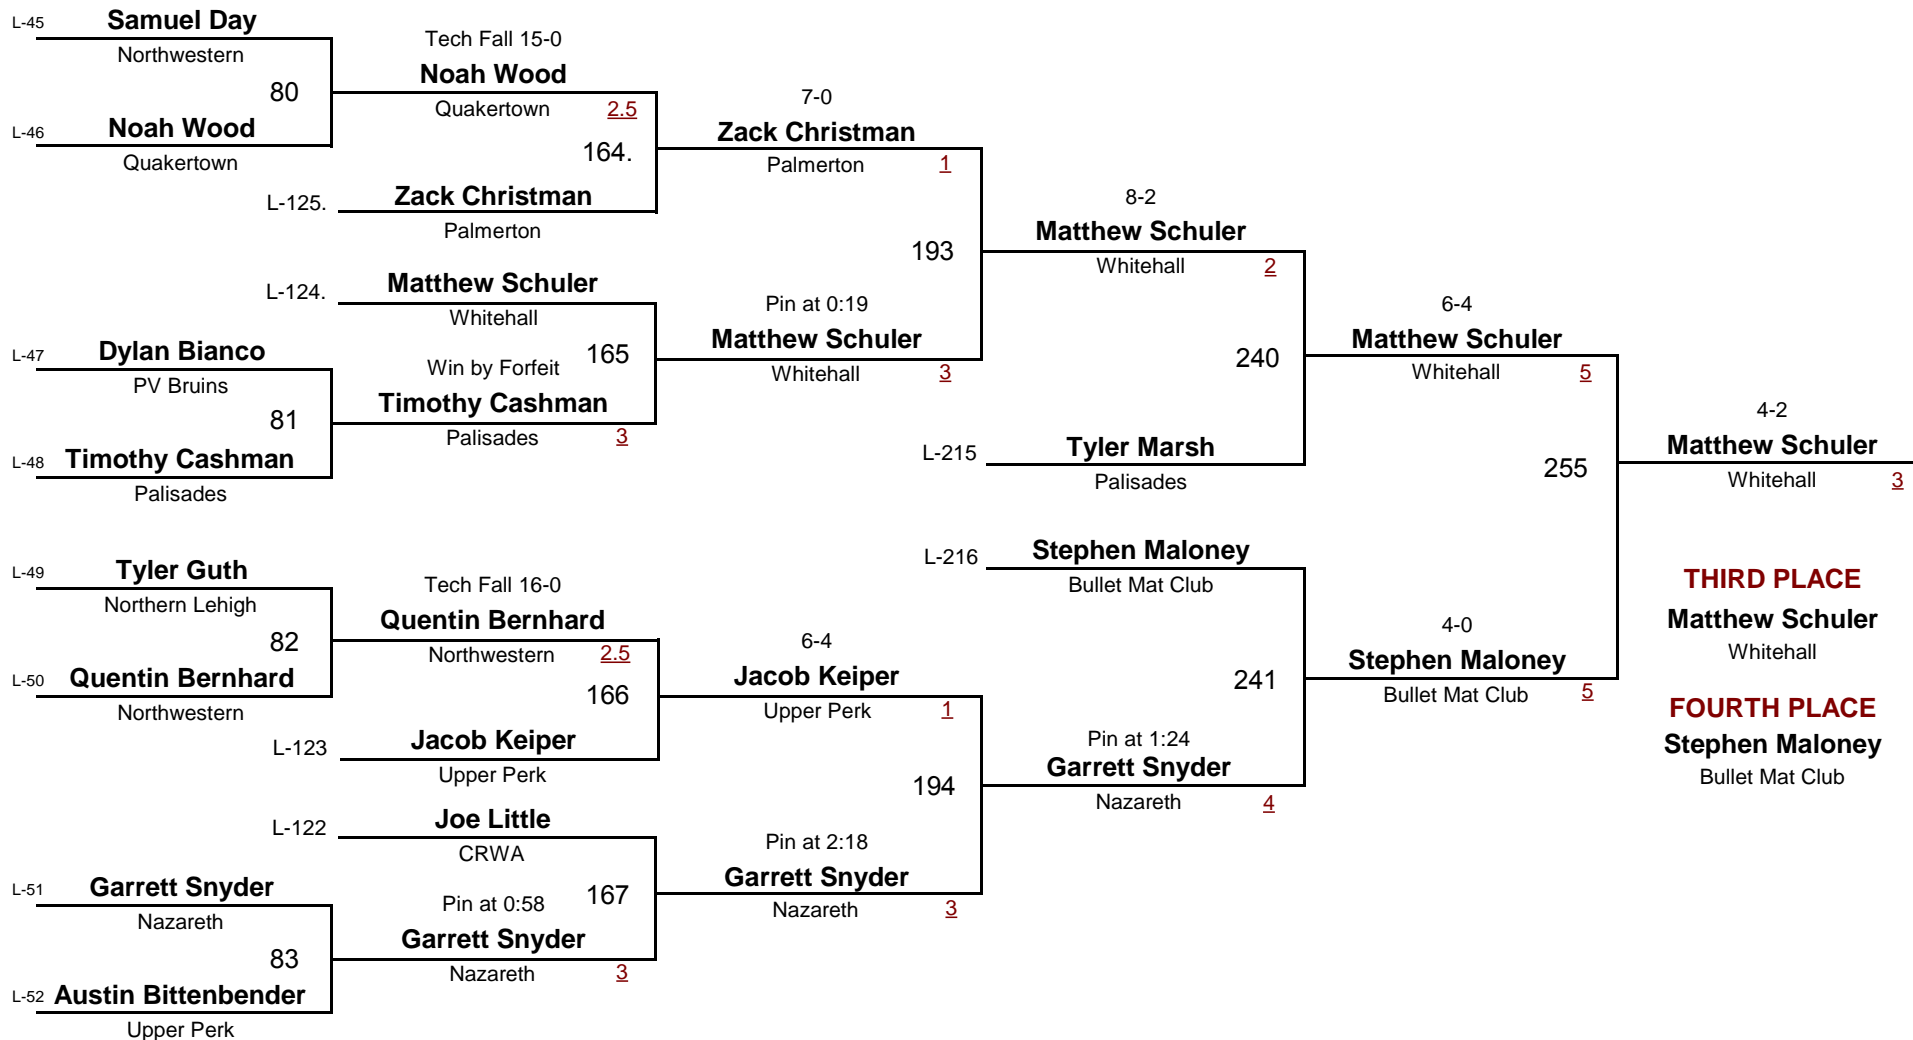 L-45 Samuel Day
Northwestern
80
L-46 Noah Wood
Quakertown
Tech Fall 15-0
Noah Wood
Quakertown 2.5
164.
L-125. Zack Christman
Palmerton
7-0
Zack Christman
Palmerton 1
193
L-124. Matthew Schuler
Whitehall
165
L-47 Dylan Bianco
PV Bruins
81
L-48 Timothy Cashman
Palisades
Win by Forfeit
Timothy Cashman
Palisades 3
Pin at 0:19
Matthew Schuler
Whitehall 3
8-2
Matthew Schuler
Whitehall 2
240
L-215 Tyler Marsh
Palisades
6-4
Matthew Schuler
Whitehall 5
255
4-2
Matthew Schuler
Whitehall 3
L-49 Tyler Guth
Northern Lehigh
82
L-50 Quentin Bernhard
Northwestern
Tech Fall 16-0
Quentin Bernhard
Northwestern 2.5
166
L-123 Jacob Keiper
Upper Perk
6-4
Jacob Keiper
Upper Perk 1
194
L-122 Joe Little
CRWA
167
L-51 Garrett Snyder
Nazareth
83
L-52 Austin Bittenbender
Upper Perk
Pin at 0:58
Garrett Snyder
Nazareth 3
Pin at 2:18
Garrett Snyder
Nazareth 3
L-216 Stephen Maloney
Bullet Mat Club
241
Pin at 1:24
Garrett Snyder
Nazareth 4
4-0
Stephen Maloney
Bullet Mat Club 5
THIRD PLACE
Matthew Schuler
Whitehall
FOURTH PLACE
Stephen Maloney
Bullet Mat Club